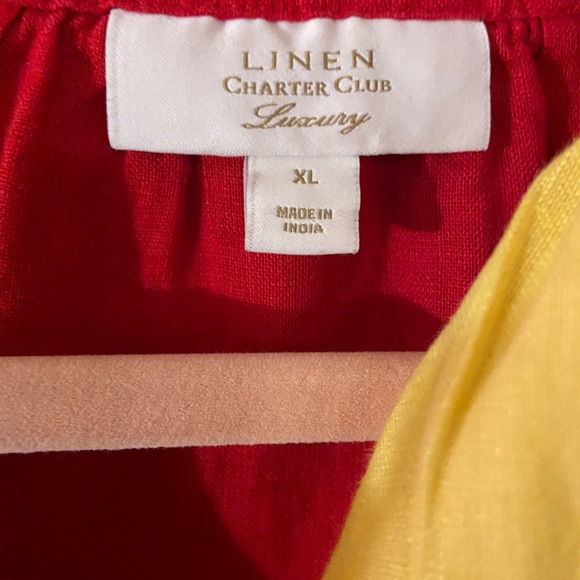 LINEN
CHARTER CLUB
Luxury
XL
MADE IN
INDIA